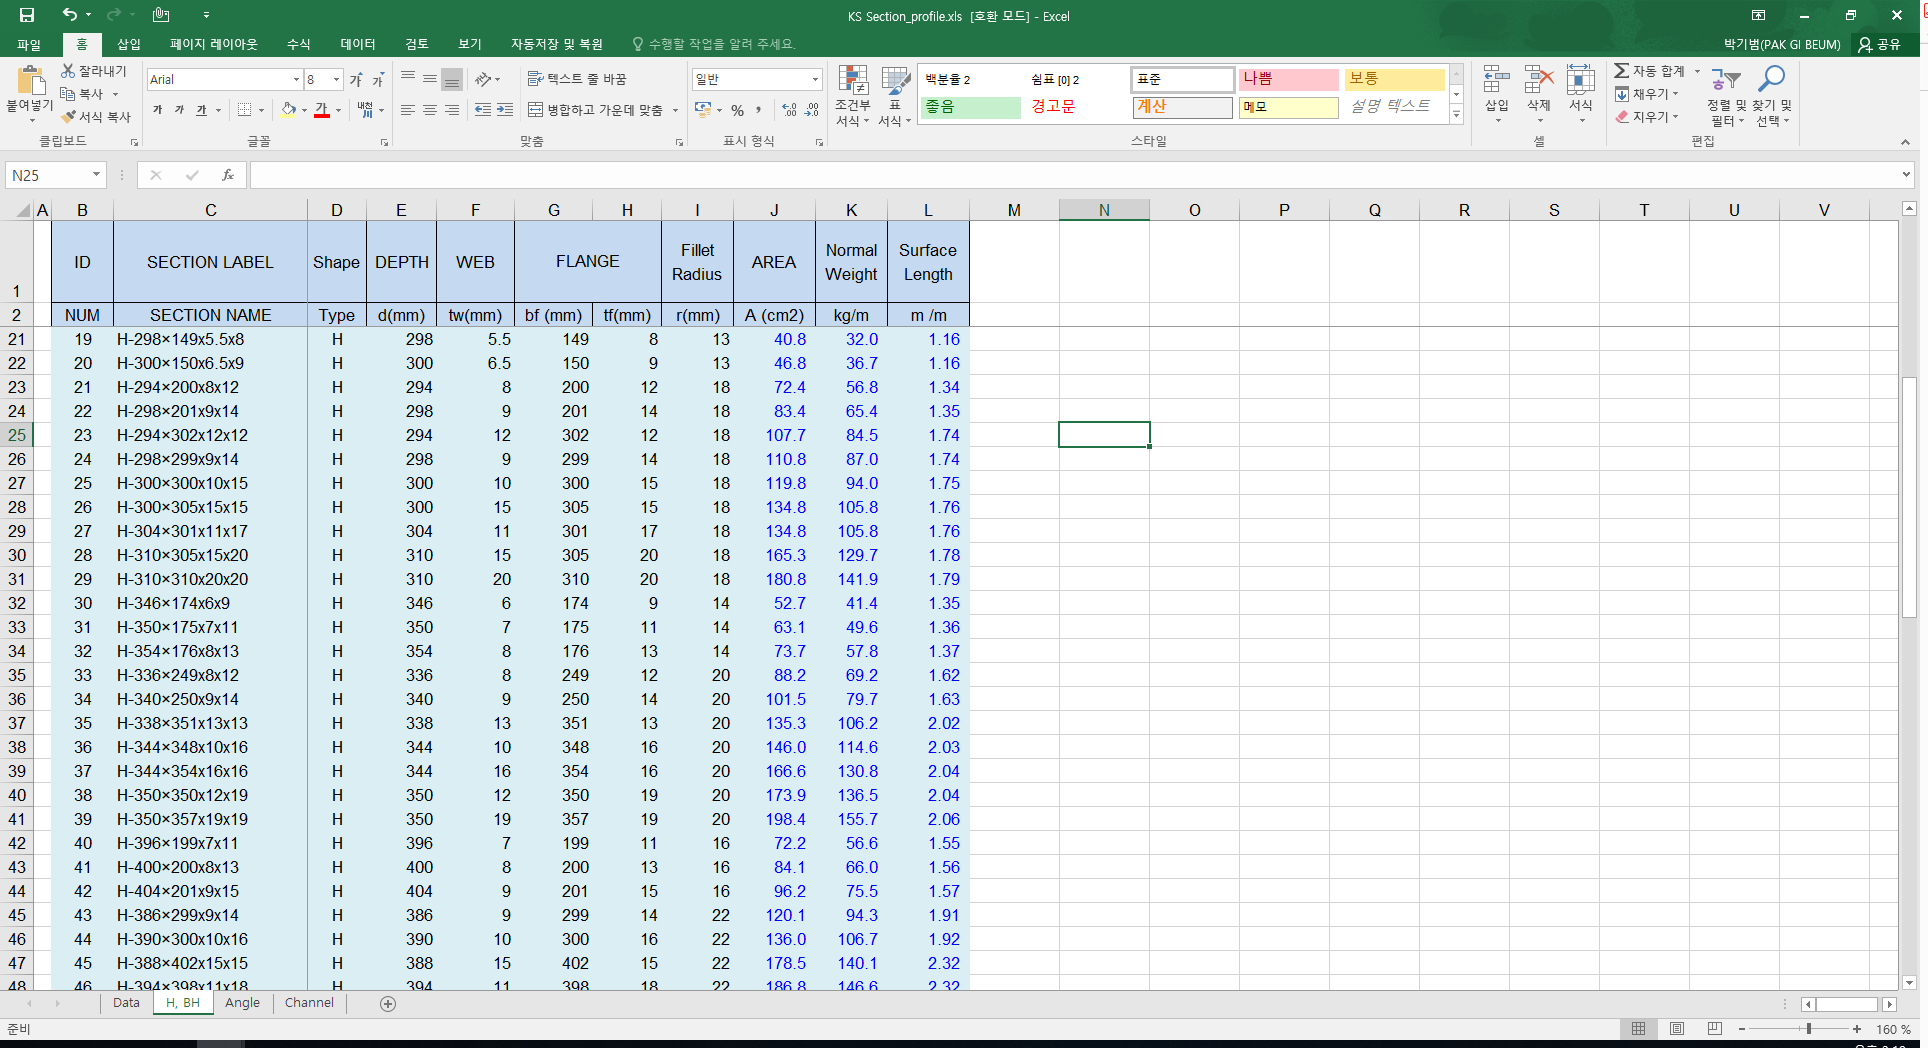 KS Section_profile.xls [호환 모드] - Excel
파일 홈 삽입 페이지 레이아웃 수식 데이터 검토 보기 자동저장 및 복원 수행할 작업을 알려 주세요. 박기범(PAK GI BEUM) 공유
붙여넣기 잘라내기 복사 서식 복사 클립보드
Arial 8 가 가 가 가 가 가 내천 글꼴
텍스트 줄 바꿈 병합하고 가운데 맞춤 맞춤
일반 % , 표시 형식
조건부 서식 표 서식
백분율 2 쉼표 [0] 2 표준 나쁨 보통
좋음 경고문 계산 메모 설명 텍스트
스타일
삽입 삭제 서식 셀
자동 합계 채우기 지우기 정렬 및 필터 찾기 및 선택 편집
N25 fx
A B C D E F G H I J K L M N O P Q R S T U V
1 ID SECTION LABEL Shape DEPTH WEB FLANGE Fillet Radius AREA Normal Weight Surface Length
2 NUM SECTION NAME Type d(mm) tw(mm) bf (mm) tf(mm) r(mm) A (cm2) kg/m m /m
21 19 H-298×149x5.5x8 H 298 5.5 149 8 13 40.8 32.0 1.16
22 20 H-300×150x6.5x9 H 300 6.5 150 9 13 46.8 36.7 1.16
23 21 H-294×200x8x12 H 294 8 200 12 18 72.4 56.8 1.34
24 22 H-298×201x9x14 H 298 9 201 14 18 83.4 65.4 1.35
25 23 H-294×302x12x12 H 294 12 302 12 18 107.7 84.5 1.74
26 24 H-298×299x9x14 H 298 9 299 14 18 110.8 87.0 1.74
27 25 H-300×300x10x15 H 300 10 300 15 18 119.8 94.0 1.75
28 26 H-300×305x15x15 H 300 15 305 15 18 134.8 105.8 1.76
29 27 H-304×301x11x17 H 304 11 301 17 18 134.8 105.8 1.76
30 28 H-310×305x15x20 H 310 15 305 20 18 165.3 129.7 1.78
31 29 H-310×310x20x20 H 310 20 310 20 18 180.8 141.9 1.79
32 30 H-346×174x6x9 H 346 6 174 9 14 52.7 41.4 1.35
33 31 H-350×175x7x11 H 350 7 175 11 14 63.1 49.6 1.36
34 32 H-354×176x8x13 H 354 8 176 13 14 73.7 57.8 1.37
35 33 H-336×249x8x12 H 336 8 249 12 20 88.2 69.2 1.62
36 34 H-340×250x9x14 H 340 9 250 14 20 101.5 79.7 1.63
37 35 H-338×351x13x13 H 338 13 351 13 20 135.3 106.2 2.02
38 36 H-344×348x10x16 H 344 10 348 16 20 146.0 114.6 2.03
39 37 H-344×354x16x16 H 344 16 354 16 20 166.6 130.8 2.04
40 38 H-350×350x12x19 H 350 12 350 19 20 173.9 136.5 2.04
41 39 H-350×357x19x19 H 350 19 357 19 20 198.4 155.7 2.06
42 40 H-396×199x7x11 H 396 7 199 11 16 72.2 56.6 1.55
43 41 H-400×200x8x13 H 400 8 200 13 16 84.1 66.0 1.56
44 42 H-404×201x9x15 H 404 9 201 15 16 96.2 75.5 1.57
45 43 H-386×299x9x14 H 386 9 299 14 22 120.1 94.3 1.91
46 44 H-390×300x10x16 H 390 10 300 16 22 136.0 106.7 1.92
47 45 H-388×402x15x15 H 388 15 402 15 22 178.5 140.1 2.32
48 46 H-394×398x11x18 H 394 11 398 18 22 186.8 146.6 2.32
Data H, BH Angle Channel
준비 160 %